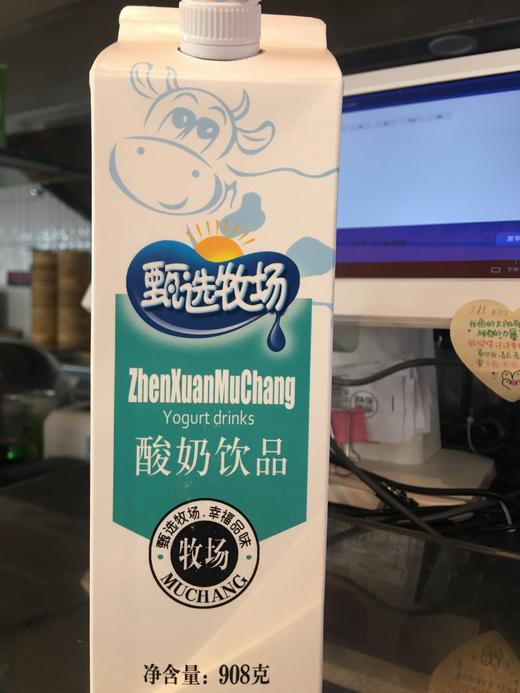 甄选牧场
ZhenXuanMuChang
Yogurt drinks
酸奶饮品
甄选牧场.幸福品味
牧场
MUCHANG
净含量: 908克